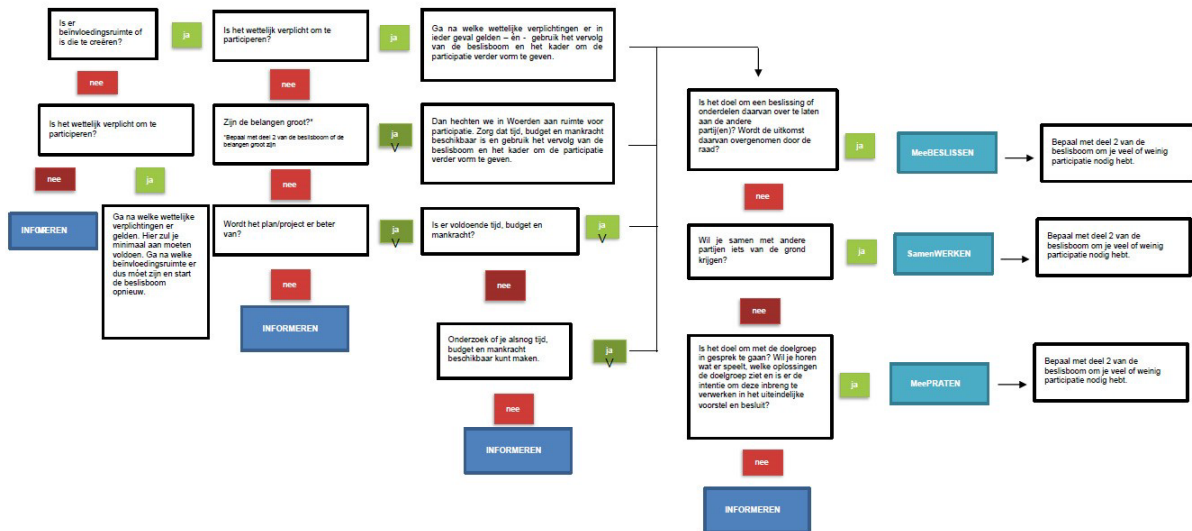 Is er
beïnvloedingsruimte of
is die te creëren?
ja
Is het wettelijk verplicht om te
participeren?
ja
Ga na welke wettelijke verplichtingen er in
ieder geval gelden – én - gebruik het vervolg
van de beslisboom en het kader om de
participatie verder vorm te geven.
nee
nee
Is het wettelijk verplicht om te
participeren?
Zijn de belangen groot?*
*Bepaal met deel 2 van de beslisboom of de
belangen groot zijn
ja
V
Dan hechten we in Woerden aan ruimte voor
participatie. Zorg dat tijd, budget en mankracht
beschikbaar is en gebruik het vervolg van de
beslisboom en het kader om de participatie
verder vorm te geven.
nee
ja
nee
INFORMEREN
Ga na welke wettelijke
verplichtingen er
gelden. Hier zul je
minimaal aan moeten
voldoen. Ga na welke
beïnvloedingsruimte er
dus móet zijn en start
de beslisboom
opnieuw.
Wordt het plan/project er beter
van?
ja
V
Is er voldoende tijd, budget en
mankracht?
ja
V
nee
nee
INFORMEREN
Onderzoek of je alsnog tijd,
budget en mankracht
beschikbaar kunt maken.
ja
V
nee
INFORMEREN
Is het doel om een beslissing of
onderdelen daarvan over te laten
aan de andere
partij(en)? Wordt de uitkomst
daarvan overgenomen door de
raad?
ja
MeeBESLISSEN
Bepaal met deel 2 van de
beslisboom om je veel of weinig
participatie nodig hebt.
nee
Wil je samen met andere
partijen iets van de grond
krijgen?
ja
SamenWERKEN
Bepaal met deel 2 van de
beslisboom om je veel of weinig
participatie nodig hebt.
nee
Is het doel om met de doelgroep
in gesprek te gaan? Wil je horen
wat er speelt, welke oplossingen
de doelgroep ziet en is er de
intentie om deze inbreng te
verwerken in het uiteindelijke
voorstel en besluit?
ja
MeePRATEN
Bepaal met deel 2 van de
beslisboom om je veel of weinig
participatie nodig hebt.
nee
INFORMEREN